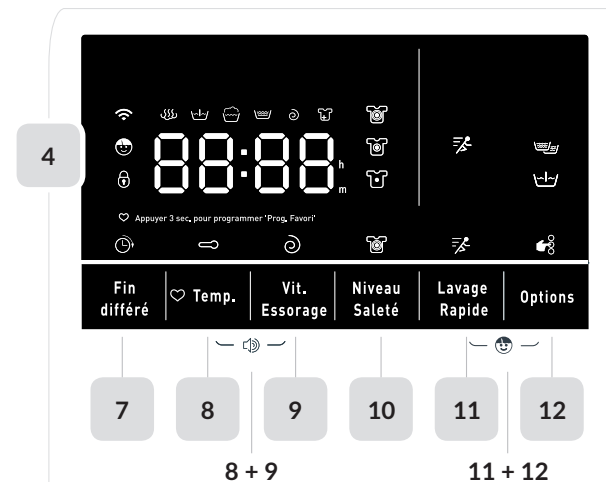 4
88:88
h
m
Appuyer 3 sec. pour programmer 'Prog. Favori'
Fin différé
Temp.
Vit. Essorage
Niveau Saleté
Lavage Rapide
Options
7
8
9
10
11
12
8 + 9
11 + 12